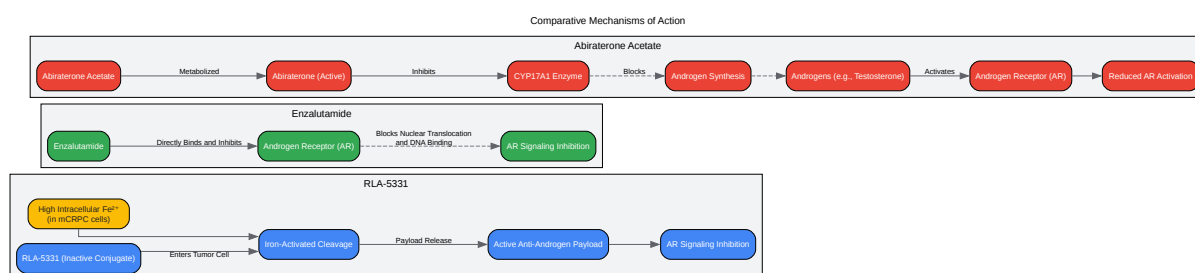 Comparative Mechanisms of Action
Abiraterone Acetate
Abiraterone Acetate
Metabolized
Abiraterone (Active)
Inhibits
CYP17A1 Enzyme
Blocks
Androgen Synthesis
Androgens (e.g., Testosterone)
Activates
Androgen Receptor (AR)
Reduced AR Activation
Enzalutamide
Enzalutamide
Directly Binds and Inhibits
Androgen Receptor (AR)
Blocks Nuclear Translocation
and DNA Binding
AR Signaling Inhibition
RLA-5331
High Intracellular Fe²⁺
(in mCRPC cells)
RLA-5331 (Inactive Conjugate)
Enters Tumor Cell
Iron-Activated Cleavage
Payload Release
Active Anti-Androgen Payload
AR Signaling Inhibition